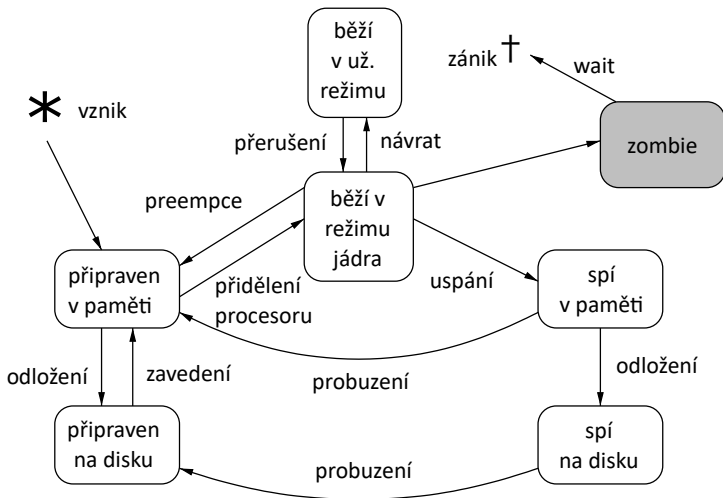 běží
v už.
režimu
zánik †
wait
* vznik
přerušení
návrat
zombie
preempce
běží v
režimu
jádra
připraven
v paměti
přidělení
procesoru
uspání
spí
v paměti
odložení
zavedení
probuzení
odložení
připraven
na disku
probuzení
spí
na disku